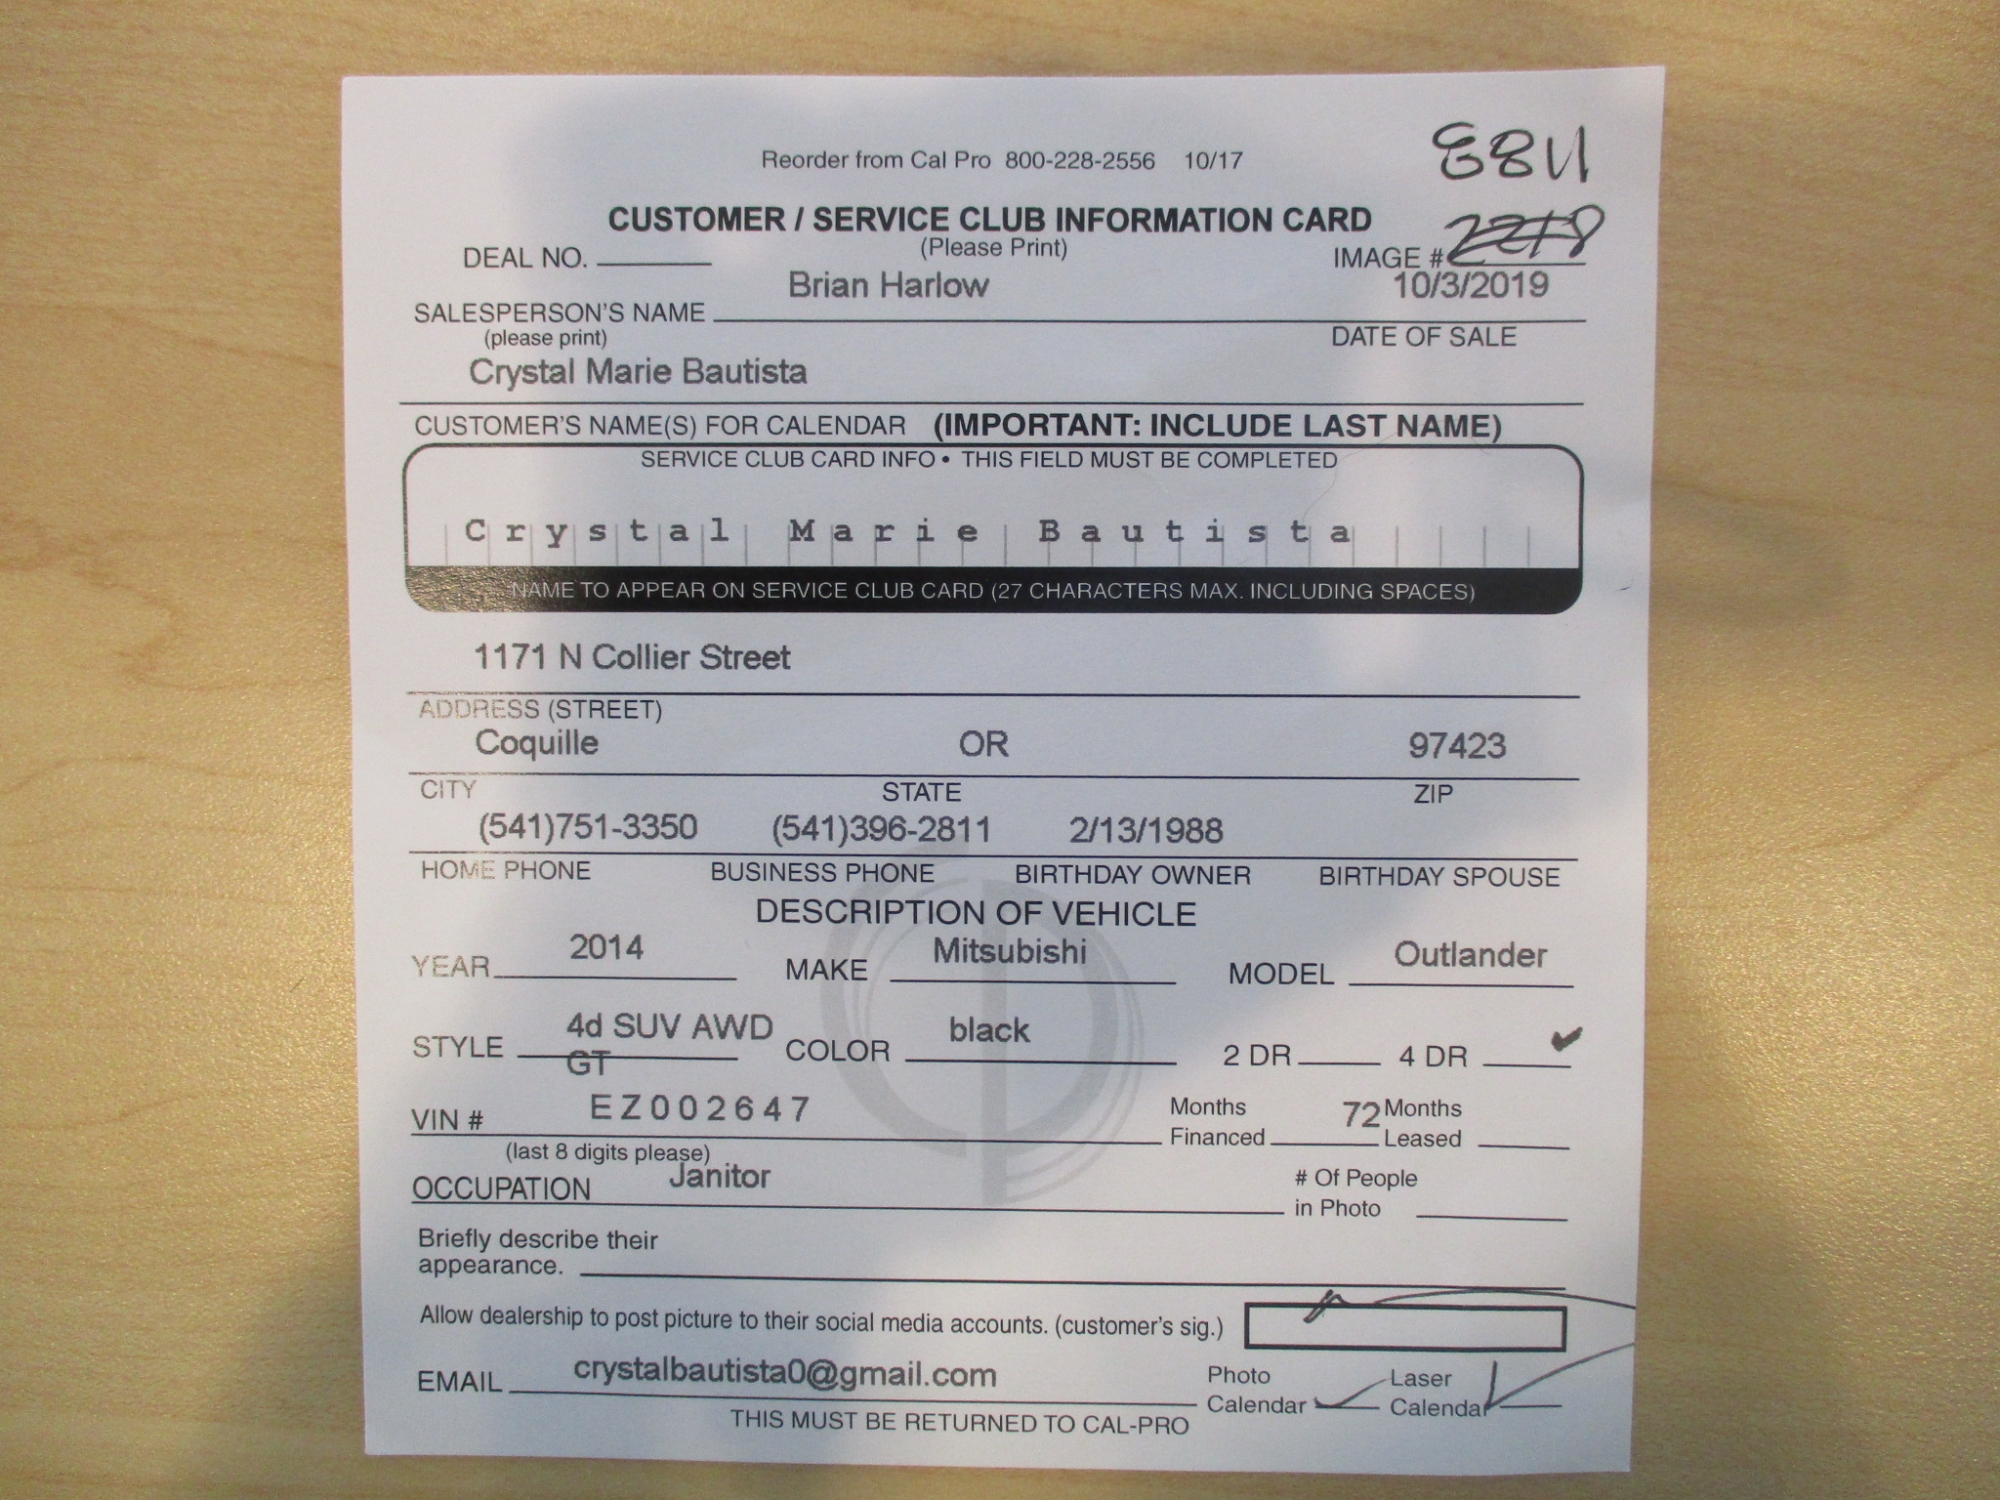 Reorder from Cal Pro 800-228-2556 10/17
CUSTOMER / SERVICE CLUB INFORMATION CARD
(Please Print)
DEAL NO. IMAGE #
Brian Harlow 10/3/2019
SALESPERSON'S NAME
(please print) DATE OF SALE
Crystal Marie Bautista
CUSTOMER'S NAME(S) FOR CALENDAR (IMPORTANT: INCLUDE LAST NAME)
SERVICE CLUB CARD INFO • THIS FIELD MUST BE COMPLETED
Crystal Marie Bautista
NAME TO APPEAR ON SERVICE CLUB CARD (27 CHARACTERS MAX. INCLUDING SPACES)
1171 N Collier Street
ADDRESS (STREET)
Coquille OR 97423
CITY STATE ZIP
(541)751-3350 (541)396-2811 2/13/1988
HOME PHONE BUSINESS PHONE BIRTHDAY OWNER BIRTHDAY SPOUSE
DESCRIPTION OF VEHICLE
YEAR 2014 MAKE Mitsubishi MODEL Outlander
STYLE 4d SUV AWD GT COLOR black 2 DR 4 DR ✔
VIN # EZ002647 Months Financed 72 Months Leased
(last 8 digits please)
OCCUPATION Janitor # Of People in Photo
Briefly describe their
appearance.
Allow dealership to post picture to their social media accounts. (customer's sig.)
EMAIL crystalbautista0@gmail.com Photo Calendar ✓ Laser Calendar ✓
THIS MUST BE RETURNED TO CAL-PRO